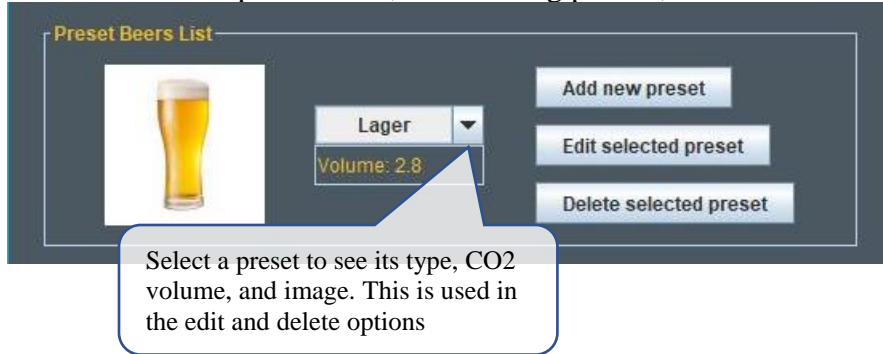 Preset Beers List
Add new preset
Lager
Edit selected preset
Volume: 2.8
Delete selected preset
Select a preset to see its type, CO2
volume, and image. This is used in
the edit and delete options